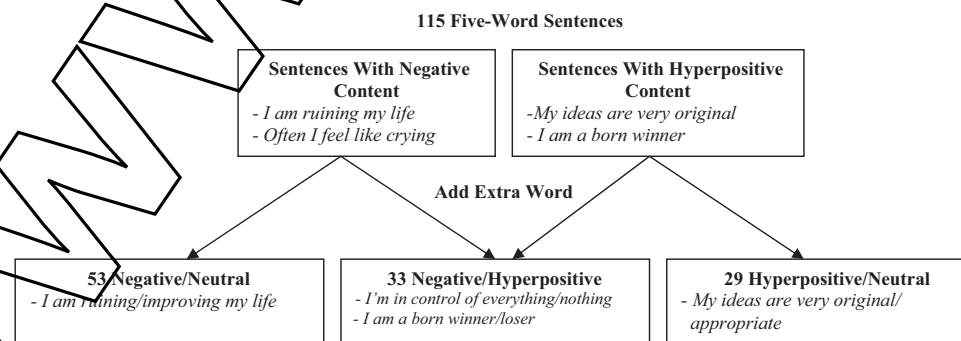 115 Five-Word Sentences
Sentences With Negative
Content
- I am ruining my life
- Often I feel like crying
Sentences With Hyperpositive
Content
-My ideas are very original
- I am a born winner
Add Extra Word
53 Negative/Neutral
- I am ruining/improving my life
33 Negative/Hyperpositive
- I'm in control of everything/nothing
- I am a born winner/loser
29 Hyperpositive/Neutral
- My ideas are very original/
appropriate